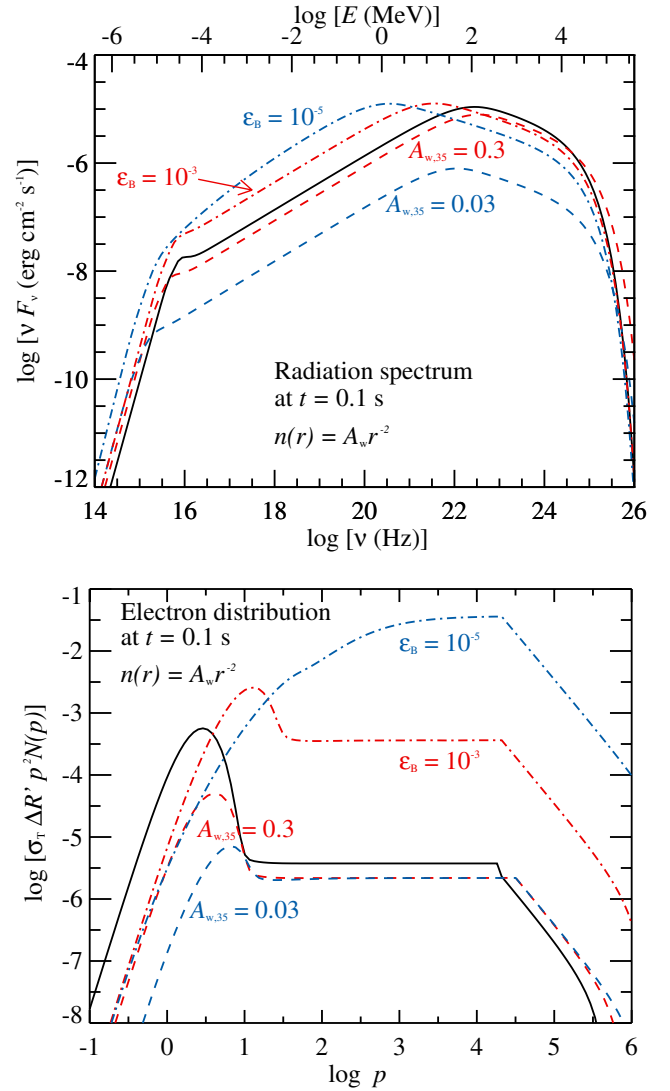 log [E (MeV)]
-6 -4 -2 0 2 4
-4
-6
-8
-10
-12
log [ν Fν (erg cm⁻² s⁻¹)]
εB = 10⁻⁵
εB = 10⁻³
Aw,35 = 0.3
Aw,35 = 0.03
Radiation spectrum
at t = 0.1 s
n(r) = Awr⁻²
14 16 18 20 22 24 26
log [ν (Hz)]
-1
-2
-3
-4
-5
-6
-7
-8
log [σT ΔR' p²N(p)]
Electron distribution
at t = 0.1 s
n(r) = Awr⁻²
εB = 10⁻⁵
εB = 10⁻³
Aw,35 = 0.3
Aw,35 = 0.03
-1 0 1 2 3 4 5 6
log p